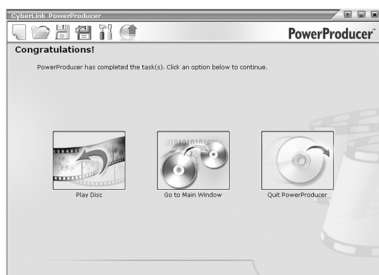 CyberLink PowerProducer
PowerProducer™
Congratulations!
PowerProducer has completed the task(s). Click an option below to continue.
Play Disc
Go to Main Window
Quit PowerProducer